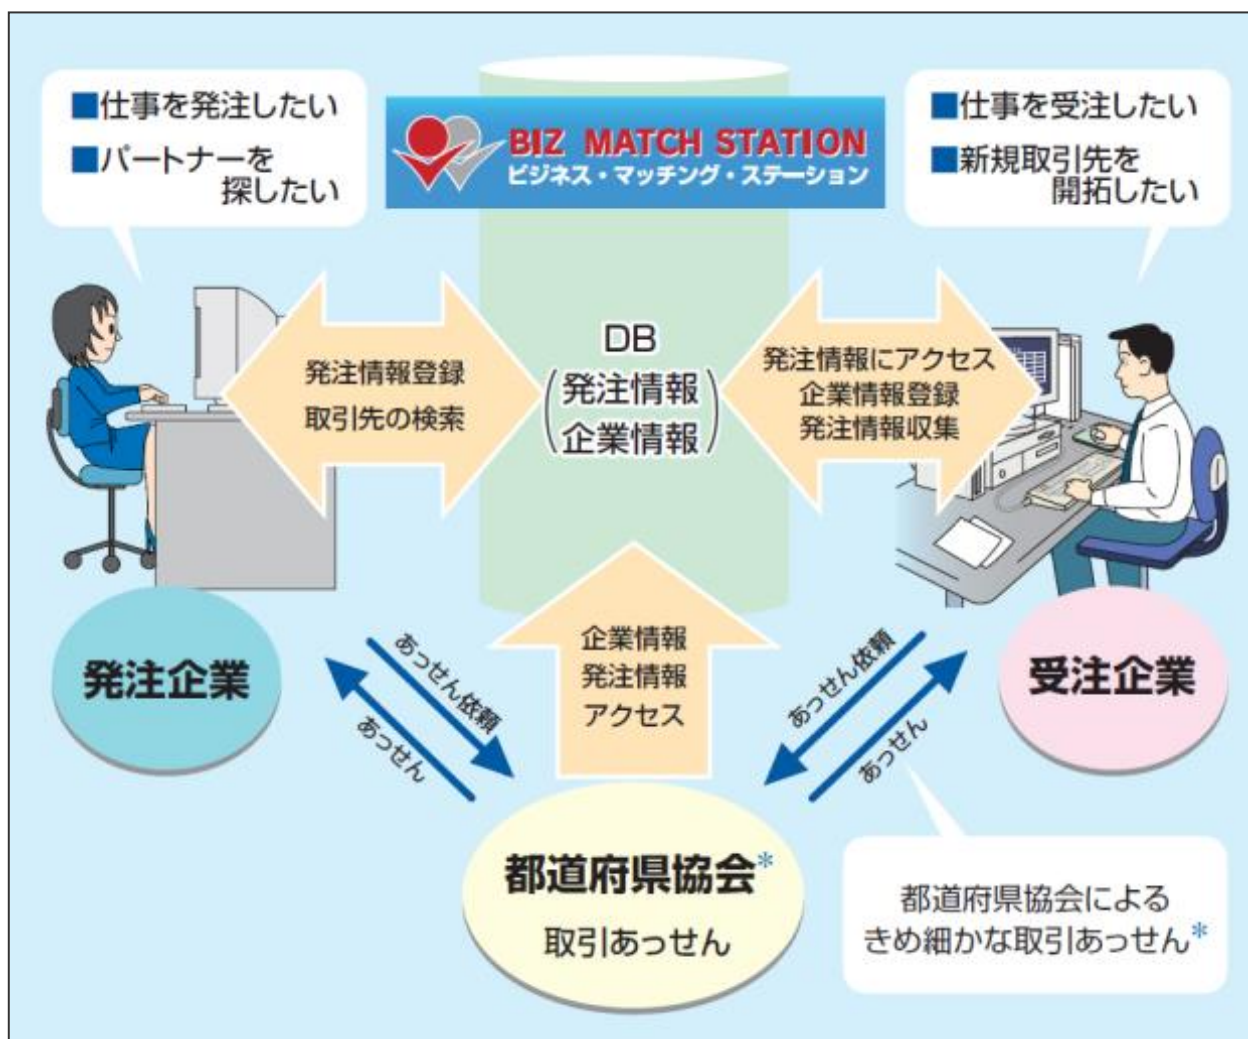 ■仕事を発注したい
■パートナーを
探したい
BIZ MATCH STATION
ビジネス・マッチング・ステーション
■仕事を受注したい
■新規取引先を
開拓したい
発注情報登録
取引先の検索
DB
(発注情報
企業情報)
発注情報にアクセス
企業情報登録
発注情報収集
発注企業
あっせん依頼
あっせん
企業情報
発注情報
アクセス
あっせん依頼
あっせん
受注企業
都道府県協会*
取引あっせん
都道府県協会による
きめ細かな取引あっせん*